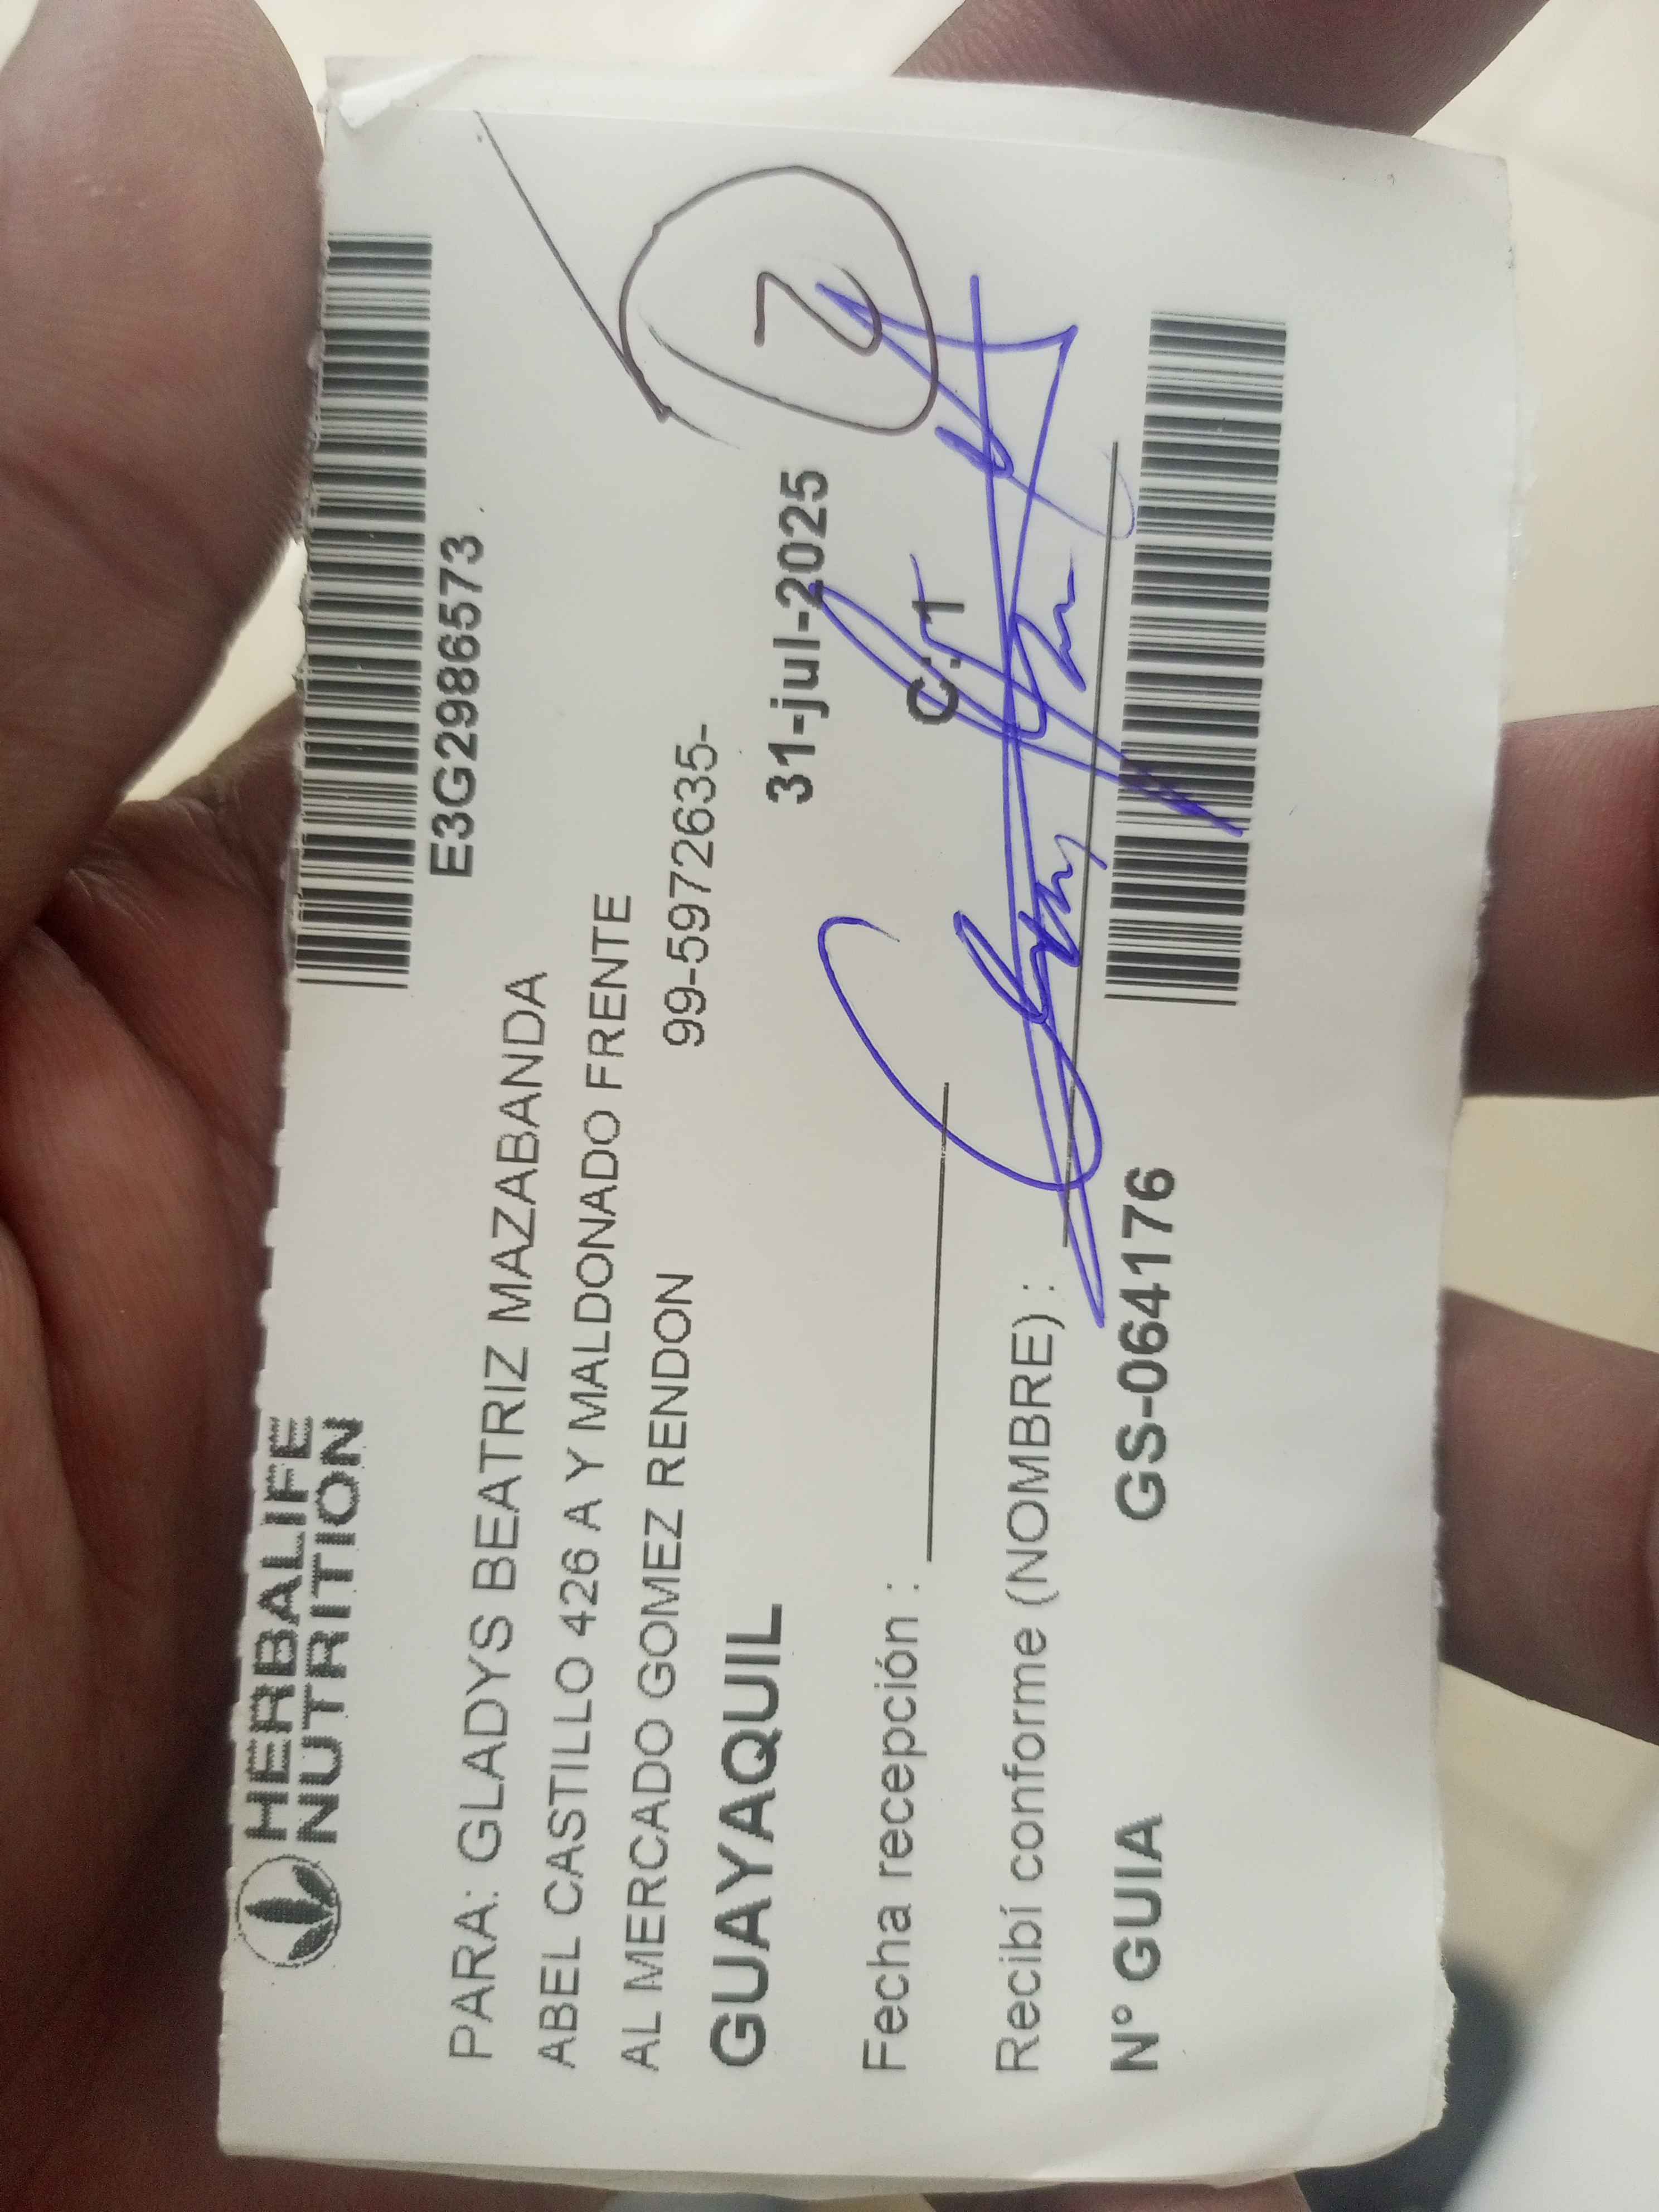 HERBALIFE
NUTRITION
E3G2986573
PARA: GLADYS BEATRIZ MAZABANDA
ABEL CASTILLO 426 A Y MALDONADO FRENTE
AL MERCADO GOMEZ RENDON 99-5972635-
GUAYAQUIL 31-jul-2025
2
Fecha recepción : C.I
Recibí conforme (NOMBRE) :
N° GUIA GS-064176